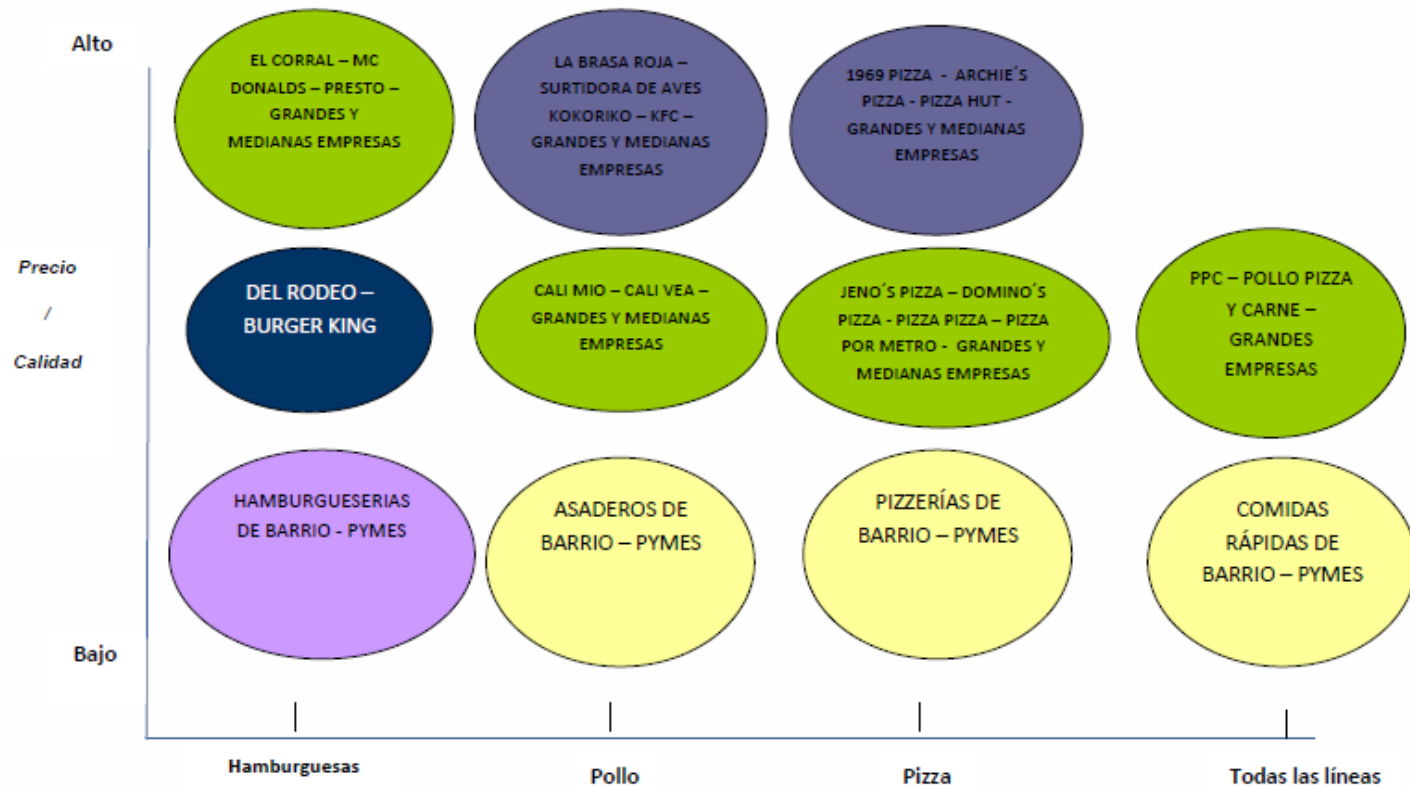 Alto
EL CORRAL – MC
DONALDS – PRESTO –
GRANDES Y
MEDIANAS EMPRESAS
LA BRASA ROJA –
SURTIDORA DE AVES
KOKORIKO – KFC –
GRANDES Y MEDIANAS
EMPRESAS
1969 PIZZA - ARCHIE´S
PIZZA - PIZZA HUT -
GRANDES Y MEDIANAS
EMPRESAS
Precio
/
Calidad
DEL RODEO –
BURGER KING
CALI MIO – CALI VEA –
GRANDES Y MEDIANAS
EMPRESAS
JENO´S PIZZA – DOMINO´S
PIZZA - PIZZA PIZZA – PIZZA
POR METRO - GRANDES Y
MEDIANAS EMPRESAS
PPC – POLLO PIZZA
Y CARNE –
GRANDES
EMPRESAS
HAMBURGUESERIAS
DE BARRIO - PYMES
ASADEROS DE
BARRIO – PYMES
PIZZERÍAS DE
BARRIO – PYMES
COMIDAS
RÁPIDAS DE
BARRIO – PYMES
Bajo
Hamburguesas
Pollo
Pizza
Todas las líneas